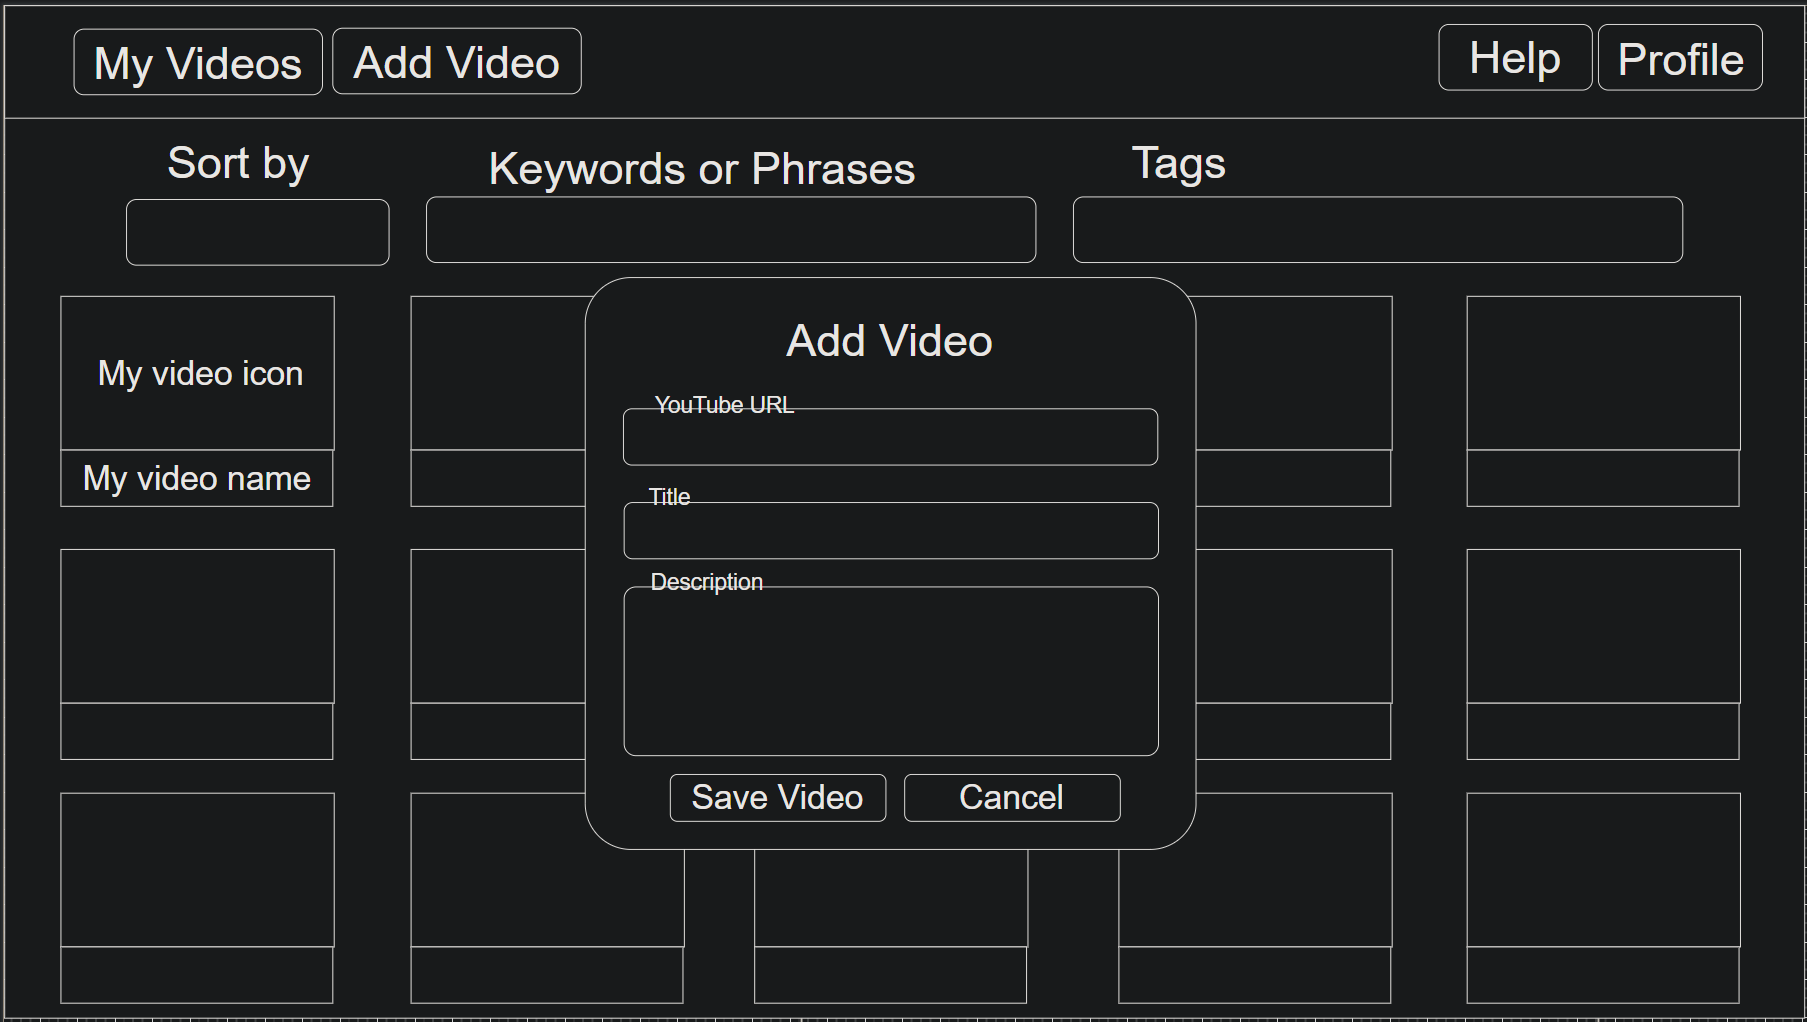 My Videos
Add Video
Help
Profile
Sort by
Keywords or Phrases
Tags
My video icon
My video name
Add Video
YouTube URL
Title
Description
Save Video
Cancel